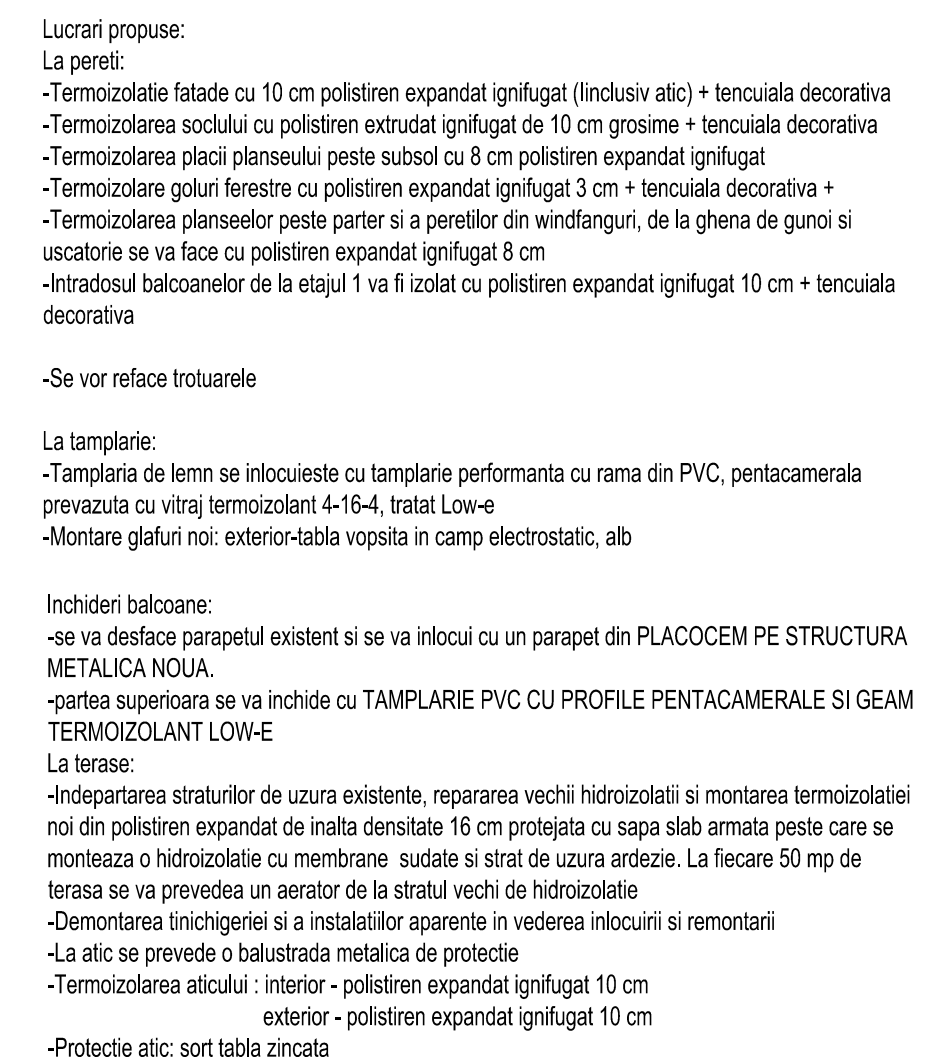 Lucrari propuse:
La pereti:
-Termoizolatie fatade cu 10 cm polistiren expandat ignifugat (Iinclusiv atic) + tencuiala decorativa
-Termoizolarea soclului cu polistiren extrudat ignifugat de 10 cm grosime + tencuiala decorativa
-Termoizolarea placii planseului peste subsol cu 8 cm polistiren expandat ignifugat
-Termoizolare goluri ferestre cu polistiren expandat ignifugat 3 cm + tencuiala decorativa +
-Termoizolarea planseelor peste parter si a peretilor din windfanguri, de la ghena de gunoi si
uscatorie se va face cu polistiren expandat ignifugat 8 cm
-Intradosul balcoanelor de la etajul 1 va fi izolat cu polistiren expandat ignifugat 10 cm + tencuiala
decorativa
-Se vor reface trotuarele
La tamplarie:
-Tamplaria de lemn se inlocuieste cu tamplarie performanta cu rama din PVC, pentacamerala
prevazuta cu vitraj termoizolant 4-16-4, tratat Low-e
-Montare glafuri noi: exterior-tabla vopsita in camp electrostatic, alb
Inchideri balcoane:
-se va desface parapetul existent si se va inlocui cu un parapet din PLACOCEM PE STRUCTURA
METALICA NOUA.
-partea superioara se va inchide cu TAMPLARIE PVC CU PROFILE PENTACAMERALE SI GEAM
TERMOIZOLANT LOW-E
La terase:
-Indepartarea straturilor de uzura existente, repararea vechii hidroizolatii si montarea termoizolatiei
noi din polistiren expandat de inalta densitate 16 cm protejata cu sapa slab armata peste care se
monteaza o hidroizolatie cu membrane sudate si strat de uzura ardezie. La fiecare 50 mp de
terasa se va prevedea un aerator de la stratul vechi de hidroizolatie
-Demontarea tinichigeriei si a instalatiilor aparente in vederea inlocuirii si remontarii
-La atic se prevede o balustrada metalica de protectie
-Termoizolarea aticului : interior - polistiren expandat ignifugat 10 cm
exterior - polistiren expandat ignifugat 10 cm
-Protectie atic: sort tabla zincata